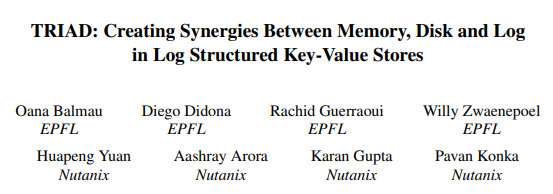 TRIAD: Creating Synergies Between Memory, Disk and Log
in Log Structured Key-Value Stores
Oana Balmau Diego Didona Rachid Guerraoui Willy Zwaenepoel
EPFL EPFL EPFL EPFL
Huapeng Yuan Aashray Arora Karan Gupta Pavan Konka
Nutanix Nutanix Nutanix Nutanix